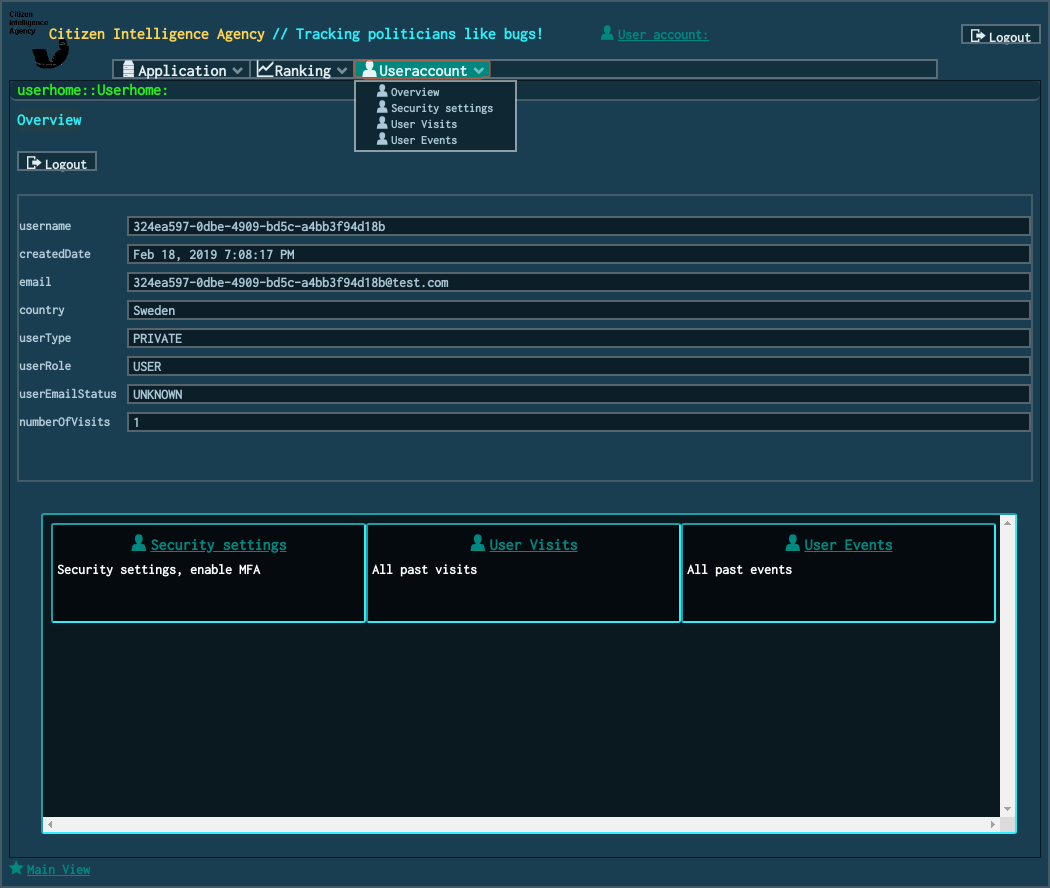 Citizen
Intelligence
Agency
Citizen Intelligence Agency // Tracking politicians like bugs!
User account:
Logout
Application
Ranking
Useraccount
userhome::Userhome:
Overview
Security settings
User Visits
User Events
Overview
Logout
username 324ea597-0dbe-4909-bd5c-a4bb3f94d18b
createdDate Feb 18, 2019 7:08:17 PM
email 324ea597-0dbe-4909-bd5c-a4bb3f94d18b@test.com
country Sweden
userType PRIVATE
userRole USER
userEmailStatus UNKNOWN
numberOfVisits 1
Security settings
Security settings, enable MFA
User Visits
All past visits
User Events
All past events
Main View